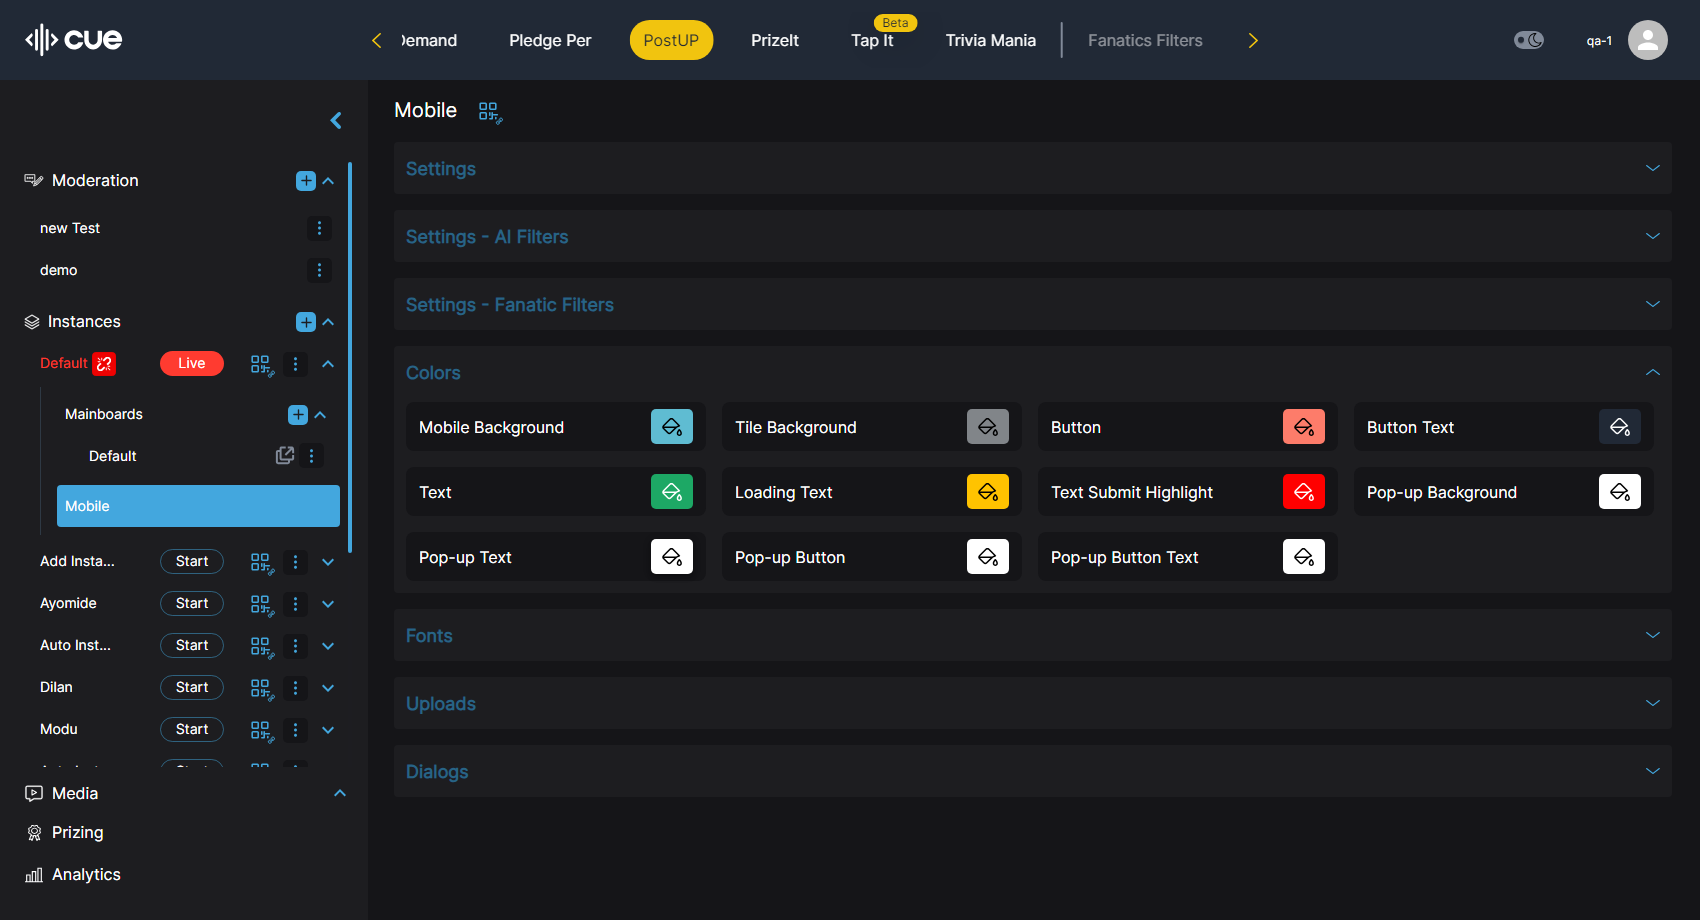 cue
Demand
Pledge Per
PostUP
PrizeIt
Beta
Tap It
Trivia Mania
Fanatics Filters
qa-1
Mobile
Moderation
new Test
demo
Instances
Default
Live
Mainboards
Default
Mobile
Add Insta...
Start
Ayomide
Start
Auto Inst...
Start
Dilan
Start
Modu
Start
Media
Prizing
Analytics
Settings
Settings - AI Filters
Settings - Fanatic Filters
Colors
Mobile Background
Tile Background
Button
Button Text
Text
Loading Text
Text Submit Highlight
Pop-up Background
Pop-up Text
Pop-up Button
Pop-up Button Text
Fonts
Uploads
Dialogs